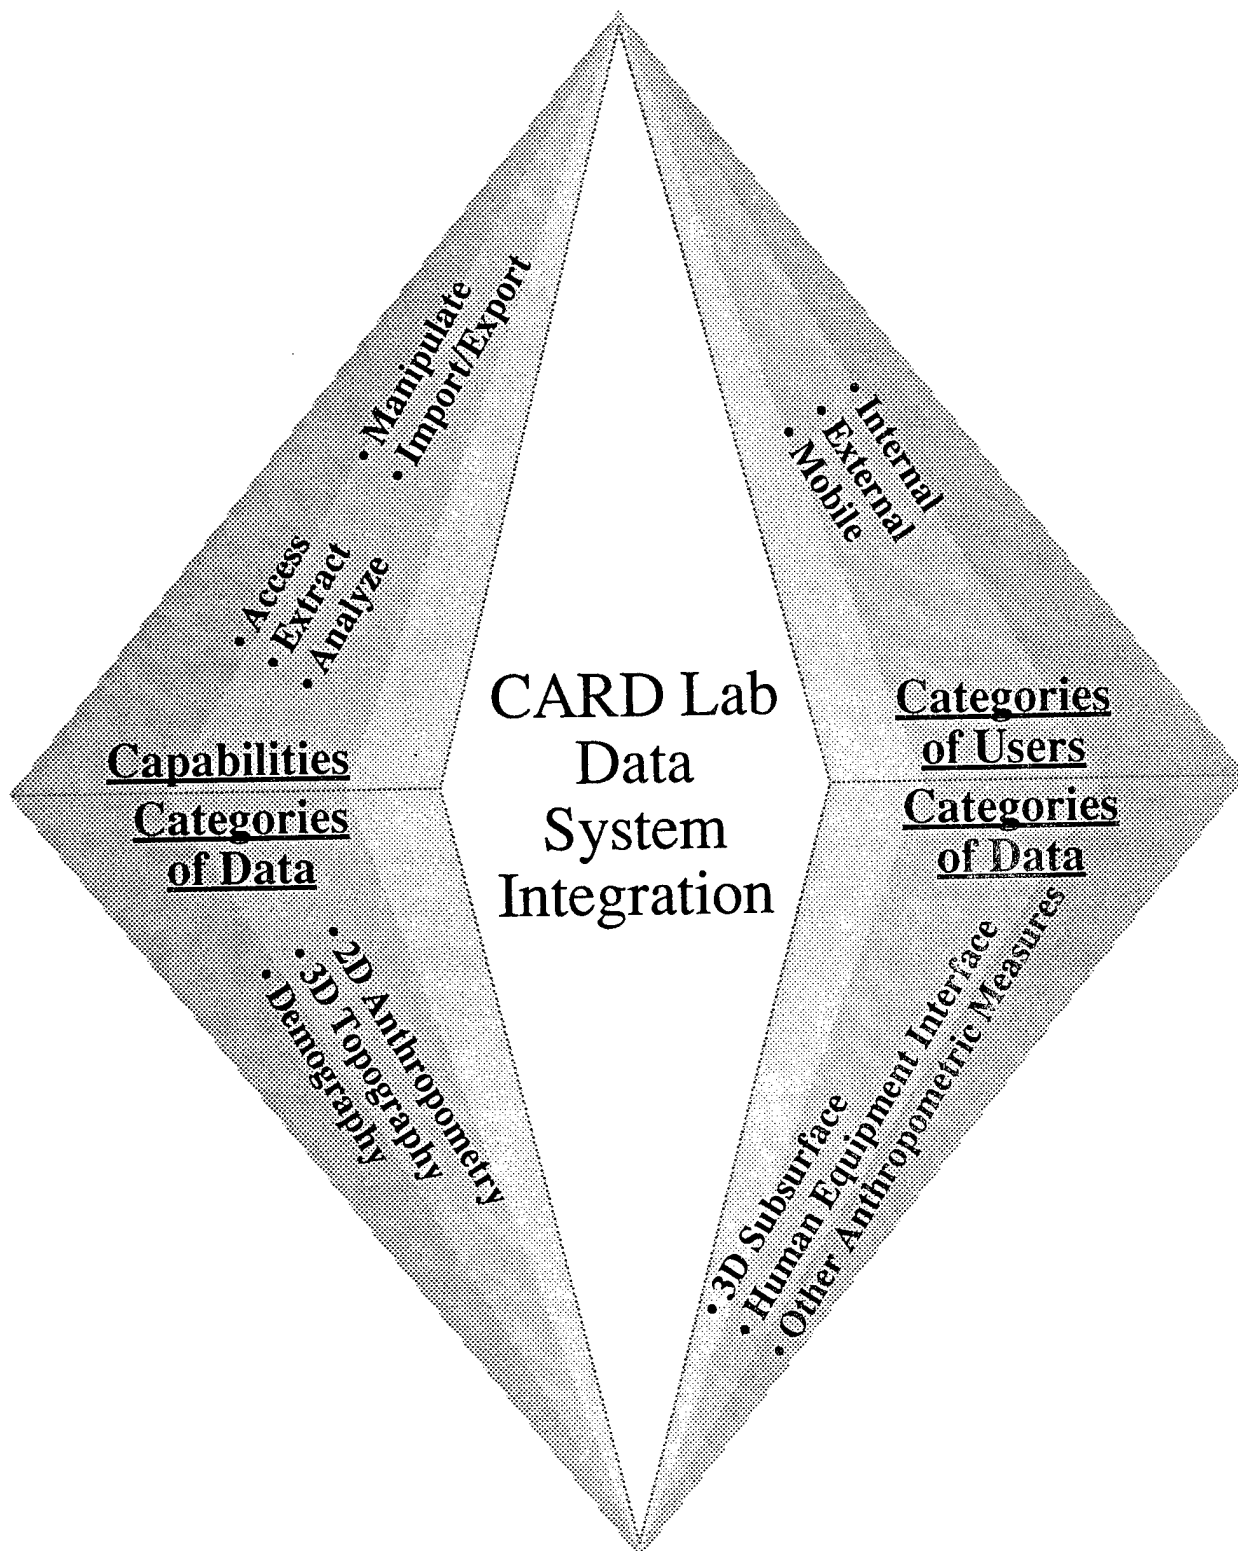 • Manipulate
• Import/Export
• Access
• Extract
• Analyze
Capabilities
• Internal
• External
• Mobile
Categories
of Users
CARD Lab
Data
System
Integration
Categories
of Data
• 2D Anthropometry
• 3D Topography
• Demography
Categories
of Data
• 3D Subsurface
• Human Equipment Interface
• Other Anthropometric Measures